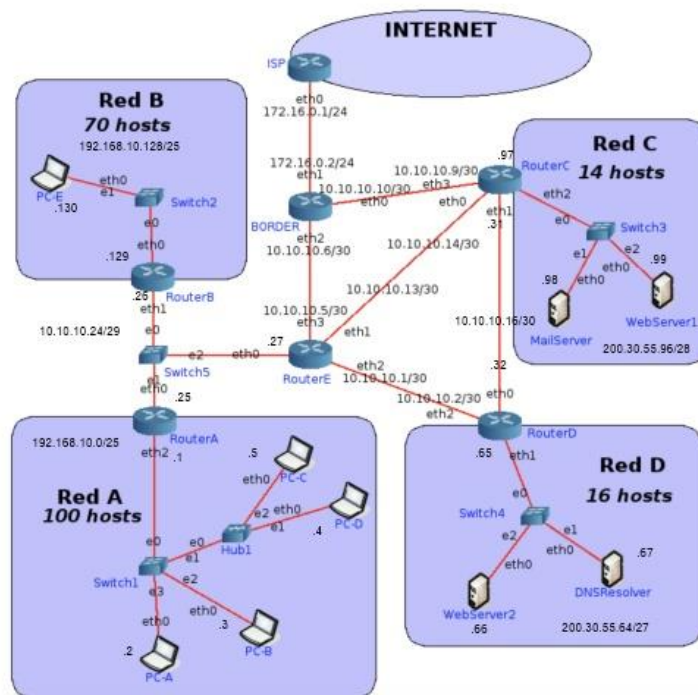 INTERNET
ISP
eth0
172.16.0.1/24
172.16.0.2/24
eth1
BORDER
eth2
10.10.10.6/30
10.10.10.10/30
eth0
10.10.10.9/30
eth3
.97
RouterC
eth0
eth1
.31
eth2
10.10.10.14/30
10.10.10.13/30
10.10.10.16/30
.32
eth0
Red B
70 hosts
192.168.10.128/25
PC-E
eth0
e1
.130
Switch2
e0
eth0
.129
RouterB
.26
eth1
10.10.10.24/29
e0
Switch5
e2
eth0
.27
e1
eth0
.25
RouterA
10.10.10.5/30
eth3
eth1
RouterE
eth2
10.10.10.1/30
10.10.10.2/30
eth2
RouterD
.65
eth1
Red C
14 hosts
e0
Switch3
e1
e2
eth0
eth0
.98
.99
MailServer
WebServer1
200.30.55.96/28
192.168.10.0/25
eth2
.1
Red A
100 hosts
.5
PC-C
eth0
e2
eth0
e1
PC-D
.4
e0
Hub1
e0
e1
Switch1
e2
e3
eth0
.3
PC-B
eth0
.2
PC-A
Red D
16 hosts
e0
Switch4
e2
e1
eth0
eth0
.67
DNSResolver
WebServer2
.66
200.30.55.64/27